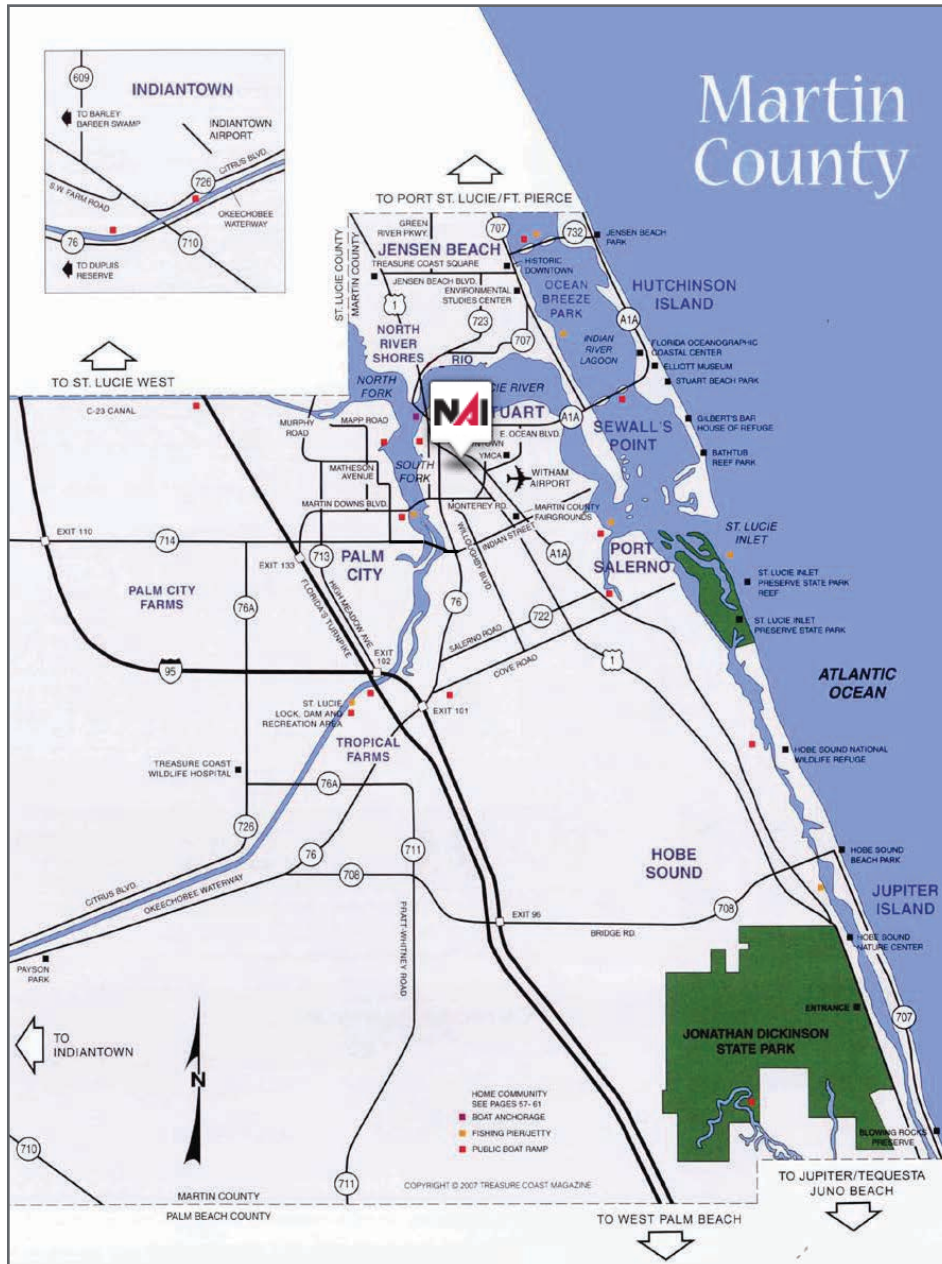 Martin
County
609
INDIANTOWN
TO BARLEY
BARBER SWAMP
INDIANTOWN
AIRPORT
CITRUS BLVD.
726
S.W. FARM ROAD
OKEECHOBEE
WATERWAY
76
710
TO DUPUIS
RESERVE
TO PORT ST. LUCIE/FT. PIERCE
ST. LUCIE COUNTY
MARTIN COUNTY
GREEN
RIVER PKWY
707
732
JENSEN BEACH
PARK
JENSEN BEACH
TREASURE COAST SQUARE
HISTORIC
DOWNTOWN
JENSEN BEACH BLVD.
ENVIRONMENTAL
STUDIES CENTER
OCEAN
BREEZE
PARK
HUTCHINSON
ISLAND
1
723
707
A1A
NORTH
RIVER
SHORES
RIO
INDIAN
RIVER
LAGOON
FLORIDA OCEANOGRAPHIC
COASTAL CENTER
ELLIOTT MUSEUM
STUART BEACH PARK
TO ST. LUCIE WEST
NORTH
FORK
CIE RIVER
NAI
TUART
A1A
C-23 CANAL
MURPHY
ROAD
MAPP ROAD
E. OCEAN BLVD.
NTOWN
YMCA
SEWALL'S
POINT
GILBERT'S BAR
HOUSE OF REFUGE
BATHTUB
REEF PARK
MATHESON
AVENUE
SOUTH
FORK
WITHAM
AIRPORT
MARTIN DOWNS BLVD.
MONTEREY RD.
MARTIN COUNTY
FAIRGROUNDS
INDIAN STREET
EXIT 110
714
EXIT 133
713
PALM
CITY
WILLOUGHBY BLVD.
A1A
PORT
SALERNO
ST. LUCIE
INLET
ST. LUCIE INLET
PRESERVE STATE PARK
REEF
ST. LUCIE INLET
PRESERVE STATE PARK
PALM CITY
FARMS
76A
HIGH MEADOW AVE.
FLORIDA'S TURNPIKE
76
722
SALERNO ROAD
COVE ROAD
1
95
EXIT
102
ATLANTIC
OCEAN
ST. LUCIE
LOCK, DAM AND
RECREATION AREA
EXIT 101
TROPICAL
FARMS
HOBE SOUND NATIONAL
WILDLIFE REFUGE
TREASURE COAST
WILDLIFE HOSPITAL
76A
726
711
76
708
HOBE
SOUND
HOBE SOUND
BEACH PARK
CITRUS BLVD.
OKEECHOBEE WATERWAY
PRATT-WHITNEY ROAD
EXIT 96
708
BRIDGE RD.
JUPITER
ISLAND
HOBE SOUND
NATURE CENTER
PAYSON
PARK
ENTRANCE
707
TO
INDIANTOWN
N
JONATHAN DICKINSON
STATE PARK
HOME COMMUNITY
SEE PAGES 57- 61
BOAT ANCHORAGE
FISHING PIER/JETTY
PUBLIC BOAT RAMP
BLOWING ROCKS
PRESERVE
710
711
COPYRIGHT © 2007 TREASURE COAST MAGAZINE
MARTIN COUNTY
PALM BEACH COUNTY
TO WEST PALM BEACH
TO JUPITER/TEQUESTA
JUNO BEACH